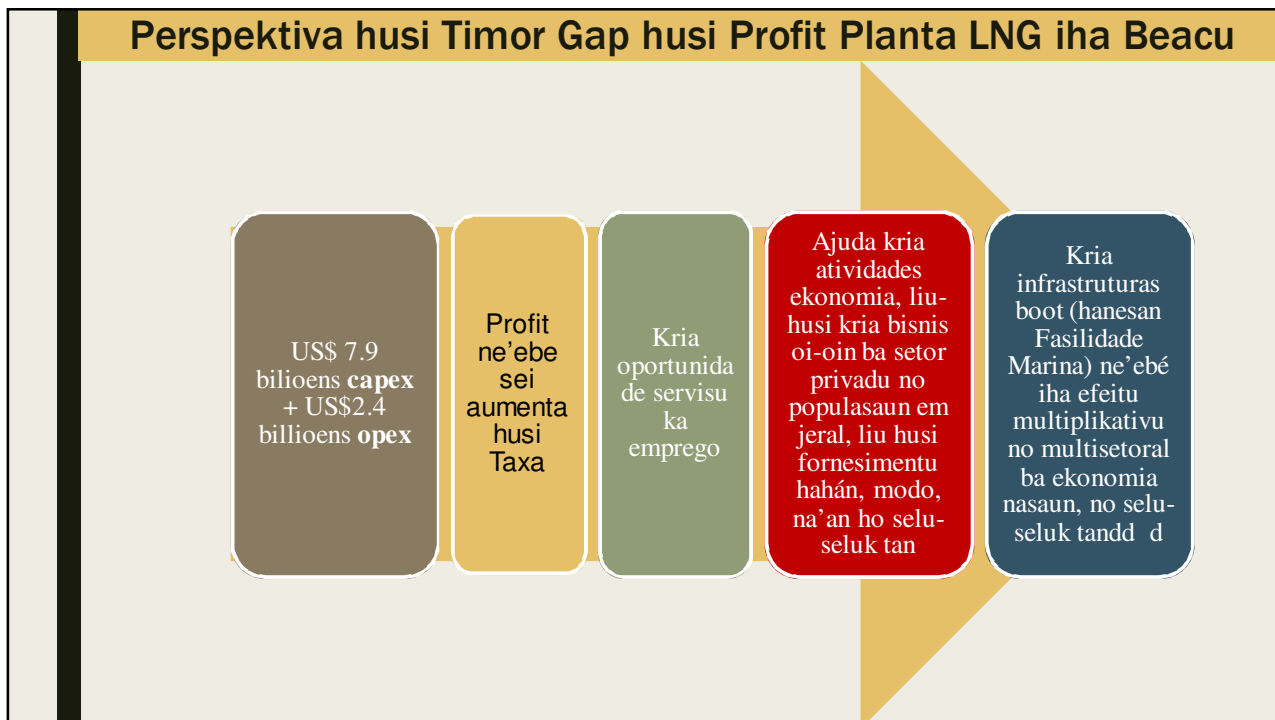 Perspektiva husi Timor Gap husi Profit Planta LNG iha Beacu
US$ 7.9
bilioens capex
+ US$2.4
billioens opex
Profit
ne'ebe
sei
aumenta
husi
Taxa
Kria
oportunida
de servisu
ka
emprego
Ajuda kria
atividades
ekonomia, liu-
husi kria bisnis
oi-oin ba setor
privadu no
populasaun em
jeral, liu husi
fornesimentu
hahán, modo,
na'an ho selu-
seluk tan
Kria
infrastruturas
boot (hanesan
Fasilidade
Marina) ne'ebé
iha efeitu
multiplikativu
no multisetoral
ba ekonomia
nasaun, no selu-
seluk tandd d